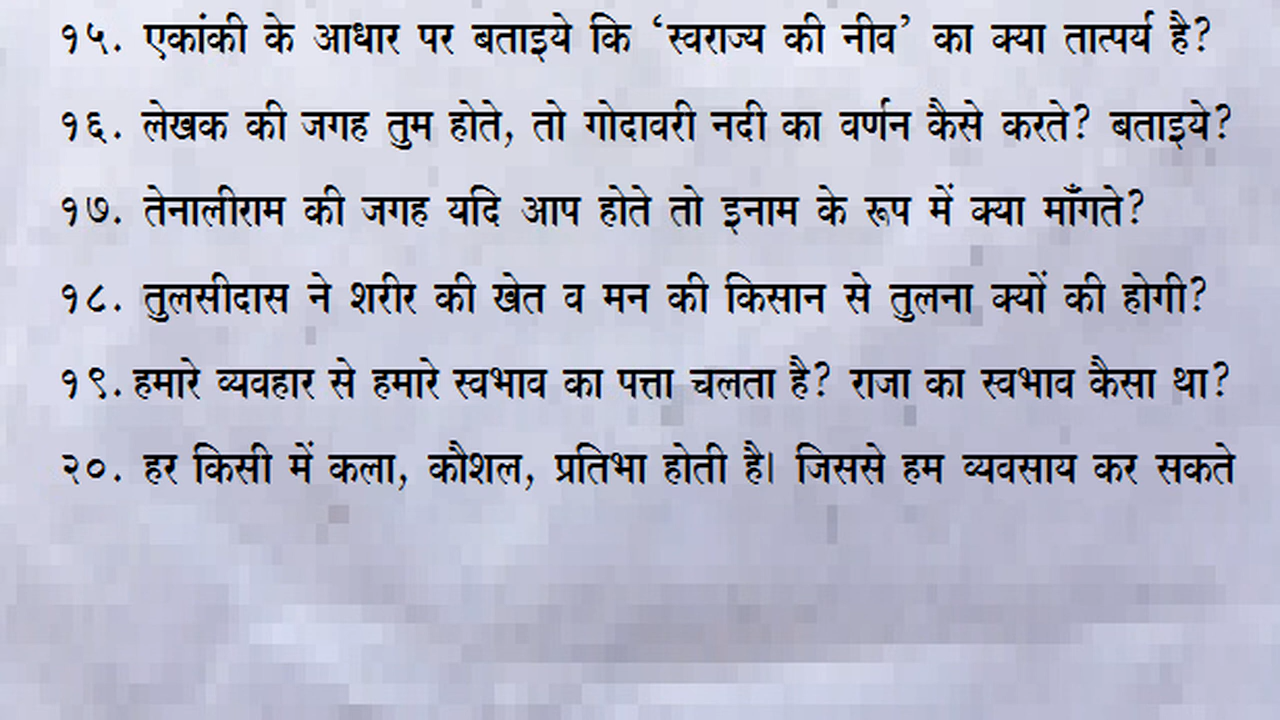 १५. एकांकी के आधार पर बताइये कि ‘स्वराज्य की नीव’ का क्या तात्पर्य है?
१६. लेखक की जगह तुम होते, तो गोदावरी नदी का वर्णन कैसे करते? बताइये?
१७. तेनालीराम की जगह यदि आप होते तो इनाम के रूप में क्या माँगते?
१८. तुलसीदास ने शरीर की खेत व मन की किसान से तुलना क्यों की होगी?
१९. हमारे व्यवहार से हमारे स्वभाव का पत्ता चलता है? राजा का स्वभाव कैसा था?
२०. हर किसी में कला, कौशल, प्रतिभा होती है। जिससे हम व्यवसाय कर सकते